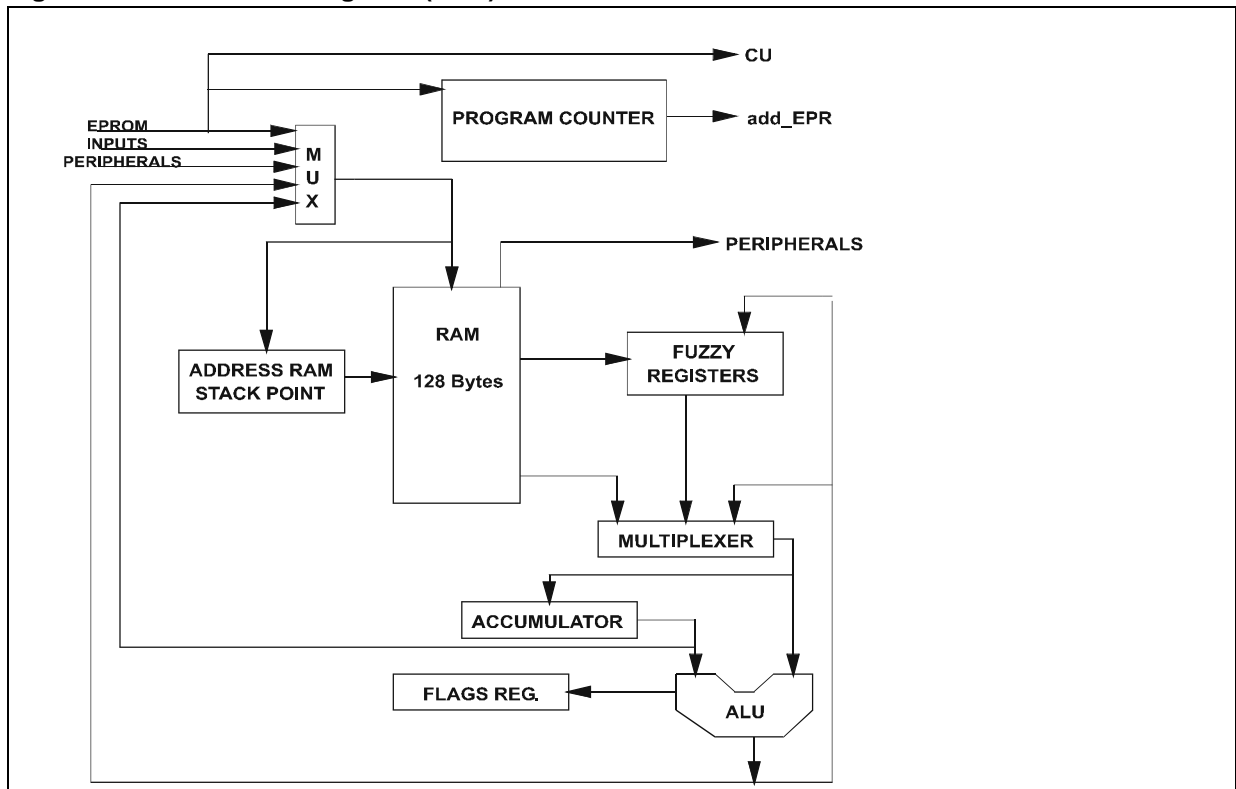 CU
PROGRAM COUNTER
add_EPR
EPROM
INPUTS
PERIPHERALS
M
U
X
PERIPHERALS
RAM
128 Bytes
FUZZY
REGISTERS
ADDRESS RAM
STACK POINT
MULTIPLEXER
ACCUMULATOR
FLAGS REG.
ALU